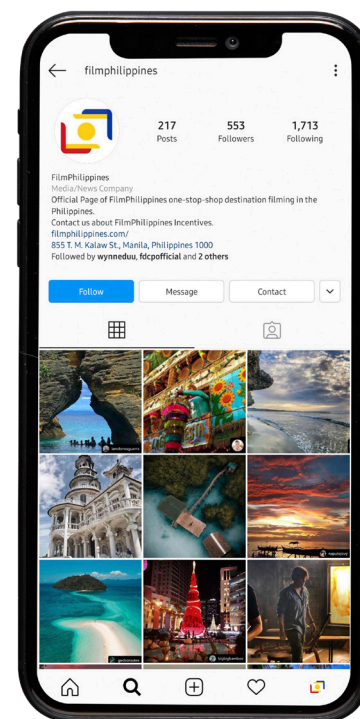 filmphilippines
217 553 1,713
Posts Followers Following
FilmPhilippines
Media/News Company
Official Page of FilmPhilippines one-stop-shop destination filming in the
Philippines.
Contact us about FilmPhilippines Incentives.
filmphilippines.com/
855 T. M. Kalaw St., Manila, Philippines 1000
Followed by wynneduu, fdcpofficial and 2 others
Follow Message Contact